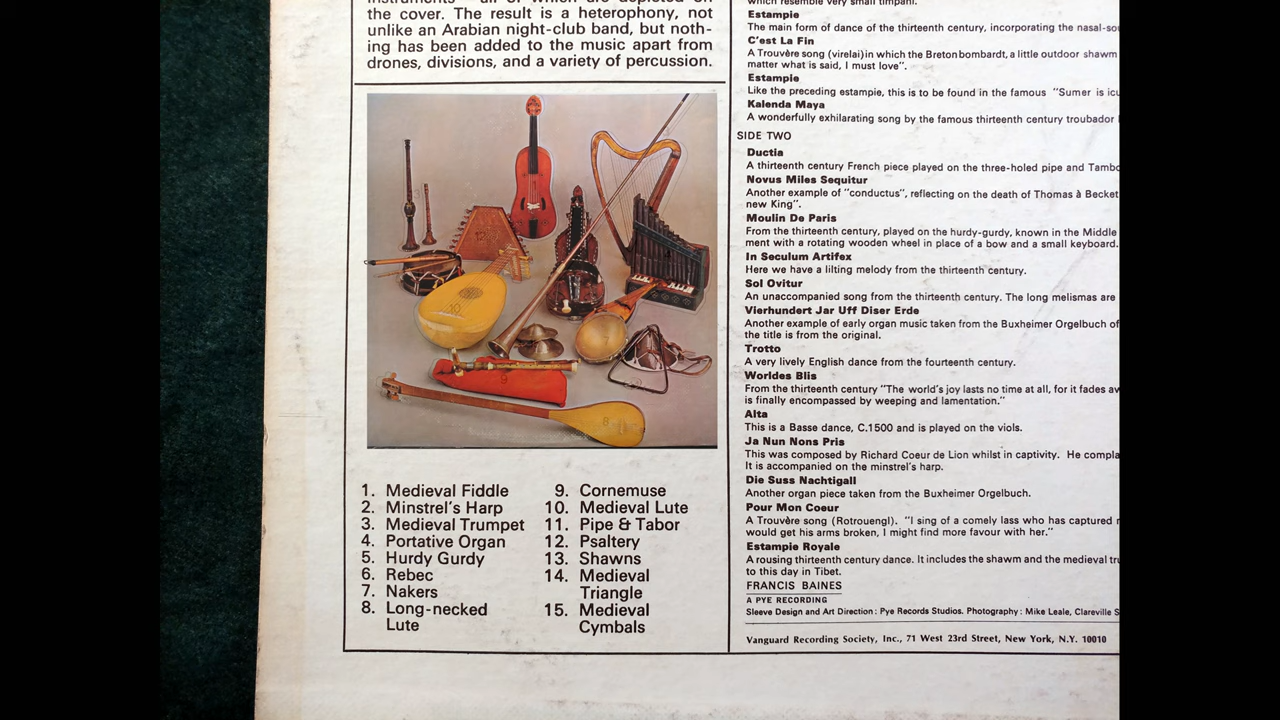 the cover. The result is a heterophony, not
unlike an Arabian night-club band, but noth-
ing has been added to the music apart from
drones, divisions, and a variety of percussion.
12
10
7
9
8
1. Medieval Fiddle
2. Minstrel's Harp
3. Medieval Trumpet
4. Portative Organ
5. Hurdy Gurdy
6. Rebec
7. Nakers
8. Long-necked
Lute
9. Cornemuse
10. Medieval Lute
11. Pipe & Tabor
12. Psaltery
13. Shawns
14. Medieval
Triangle
15. Medieval
Cymbals
which resemble very small timpani.
Estampie
The main form of dance of the thirteenth century, incorporating the nasal-
C'est La Fin
A Trouvère song (virelai) in which the Breton bombardt, a little outdoor shawm
matter what is said, I must love".
Estampie
Like the preceding estampie, this is to be found in the famous "Sumer is
Kalenda Maya
A wonderfully exhilarating song by the famous thirteenth century troubador
SIDE TWO
Ductia
A thirteenth century French piece played on the three-holed pipe and
Novus Miles Sequitur
Another example of "conductus", reflecting on the death of Thomas à Becket
new King".
Moulin De Paris
From the thirteenth century, played on the hurdy-gurdy, known in the Middle
ment with a rotating wooden wheel in place of a bow and a small keyboard.
In Seculum Artifex
Here we have a lilting melody from the thirteenth century.
Sol Ovitur
An unaccompanied song from the thirteenth century. The long melismas are
Vierhundert Jar Uff Diser Erde
Another example of early organ music taken from the Buxheimer Orgelbuch of
the title is from the original.
Trotto
A very lively English dance from the fourteenth century.
Worldes Blis
From the thirteenth century "The world's joy lasts no time at all, for it fades
is finally encompassed by weeping and lamentation."
Alta
This is a Basse dance, C.1500 and is played on the viols.
Ja Nun Nons Pris
This was composed by Richard Coeur de Lion whilst in captivity. He
It is accompanied on the minstrel's harp.
Die Suss Nachtigall
Another organ piece taken from the Buxheimer Orgelbuch.
Pour Mon Coeur
A Trouvère song (Rotrouengl). "I sing of a comely lass who has captured
would get his arms broken, I might find more favour with her."
Estampie Royale
A rousing thirteenth century dance. It includes the shawm and the medieval
to this day in Tibet.
FRANCIS BAINES
A PYE RECORDING
Sleeve Design and Art Direction: Pye Records Studios. Photography: Mike Leale, Clareville
Vanguard Recording Society, Inc., 71 West 23rd Street, New York, N.Y. 10010